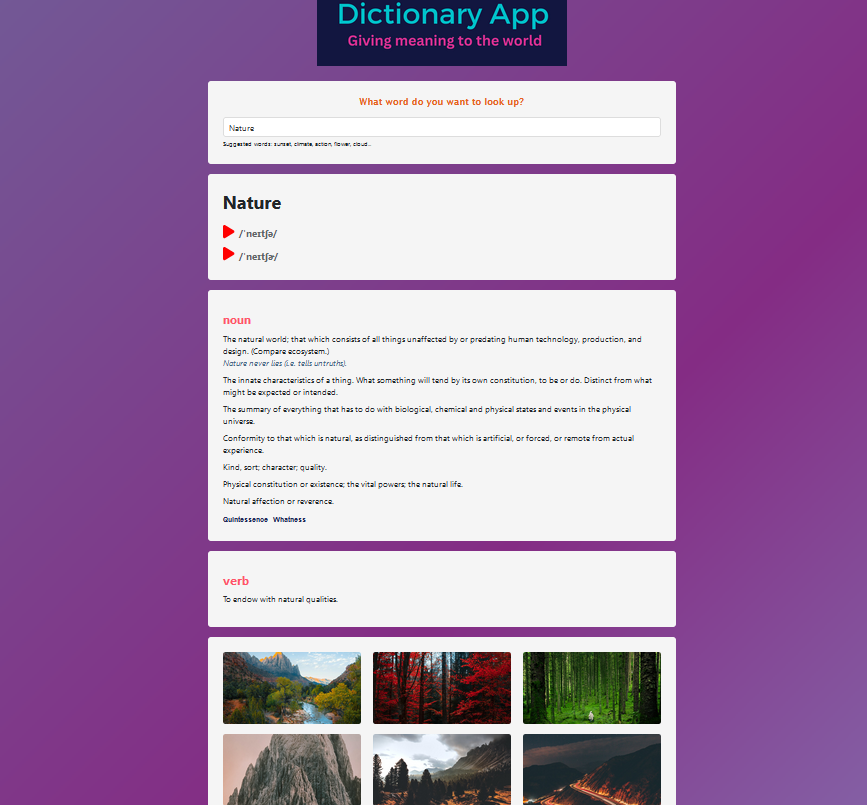 Dictionary App
Giving meaning to the world
What word do you want to look up?
Nature
Suggested words: sunset, climate, action, flower, cloud...
Nature
/ˈneɪtʃə/
/ˈneɪtʃɚ/
noun
The natural world; that which consists of all things unaffected by or predating human technology, production, and
design. (Compare ecosystem.)
Nature never lies (i.e. tells untruths).
The innate characteristics of a thing. What something will tend by its own constitution, to be or do. Distinct from what
might be expected or intended.
The summary of everything that has to do with biological, chemical and physical states and events in the physical
universe.
Conformity to that which is natural, as distinguished from that which is artificial, or forced, or remote from actual
experience.
Kind, sort; character; quality.
Physical constitution or existence; the vital powers; the natural life.
Natural affection or reverence.
Quintessence Whatness
verb
To endow with natural qualities.